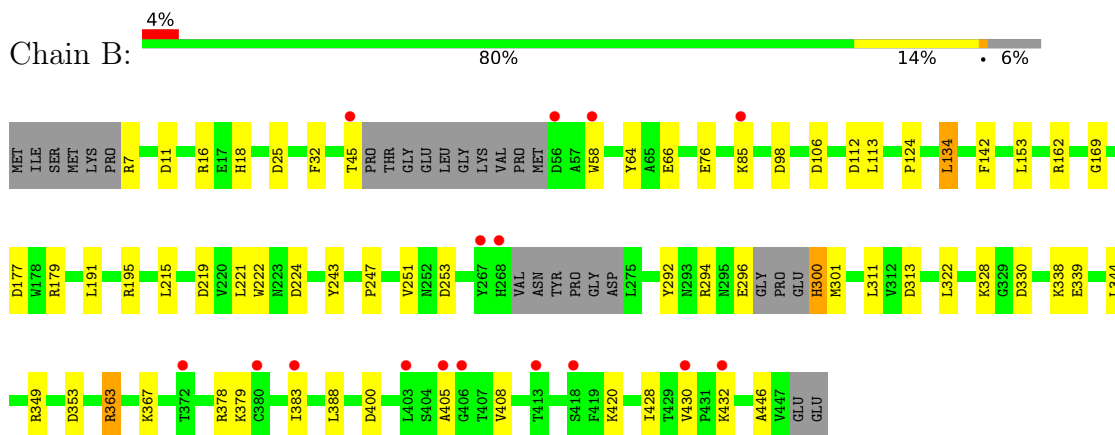 4%
Chain B:
80% 14% • 6%
MET ILE SER MET LYS PRO R7 D11 R16 E17 H18 D25 F32 T45 PRO THR GLY GLU LEU GLY LYS VAL PRO MET D56 A57 W58 Y64 A65 E66 E76 K85 D98 D106 D112 L113 P124 L134 F142 L153 R162 G169
D177 W178 R179 L191 R195 L215 D219 V220 L221 W222 N223 D224 Y243 P247 V251 N252 D253 Y267 H268 VAL ASN TYR PRO GLY ASP L275 Y292 N293 R294 N295 E296 GLY PRO GLU H300 M301 L311 V312 D313 L322 K328 G329 D330 K338 E339 L344
R349 D353 R363 K367 T372 R378 K379 C380 I383 L388 D400 L403 S404 A405 G406 T407 V408 T413 S418 F419 K420 I428 T429 V430 P431 K432 A446 V447 GLU GLU